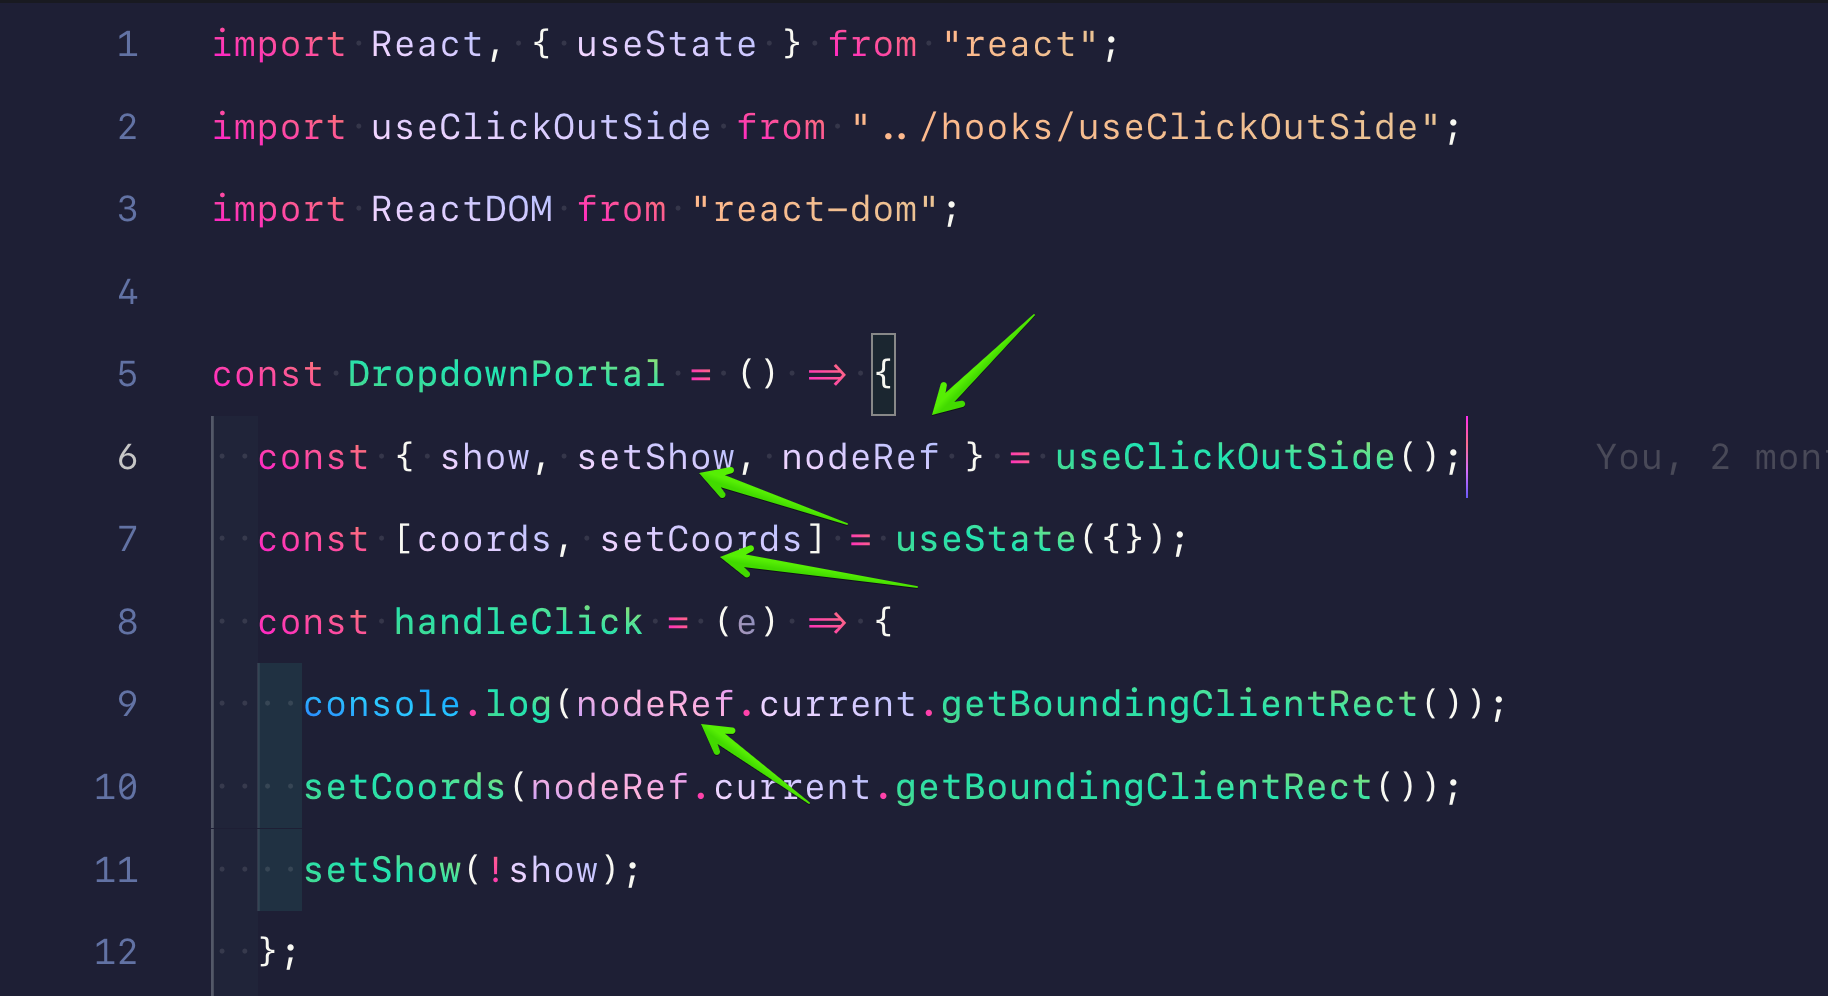 1 import React, { useState } from "react";
2 import useClickOutSide from "../hooks/useClickOutSide";
3 import ReactDOM from "react-dom";
4
5 const DropdownPortal = () => {
6 const { show, setShow, nodeRef } = useClickOutSide(); You, 2 mon
7 const [coords, setCoords] = useState({});
8 const handleClick = (e) => {
9 console.log(nodeRef.current.getBoundingClientRect());
10 setCoords(nodeRef.current.getBoundingClientRect());
11 setShow(!show);
12 };